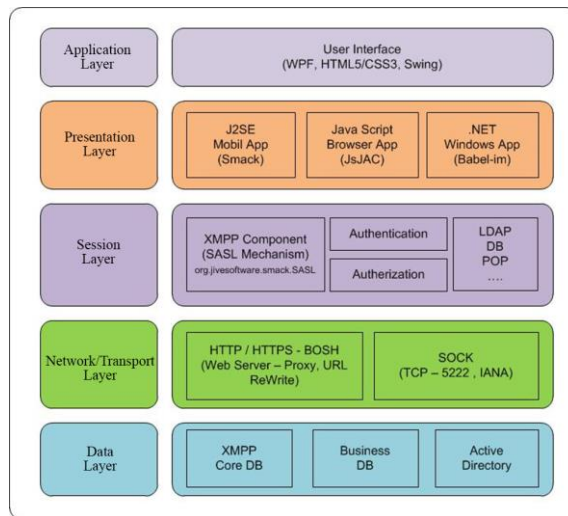 Application
Layer
User Interface
(WPF, HTML5/CSS3, Swing)
Presentation
Layer
J2SE
Mobil App
(Smack)
Java Script
Browser App
(JsJAC)
.NET
Windows App
(Babel-im)
Session
Layer
XMPP Component
(SASL Mechanism)
org.jivesoftware.smack.SASL
Authentication
Autherization
LDAP
DB
POP
....
Network/Transport
Layer
HTTP / HTTPS - BOSH
(Web Server – Proxy, URL
ReWrite)
SOCK
(TCP – 5222 , IANA)
Data
Layer
XMPP
Core DB
Business
DB
Active
Directory